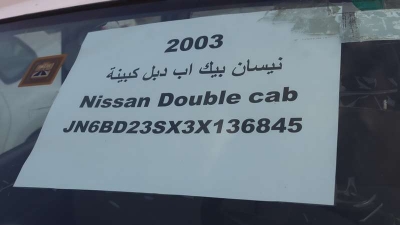 2003
نيسان بيك اب دبل كبينة
Nissan Double cab
JN6BD23SX3X136845